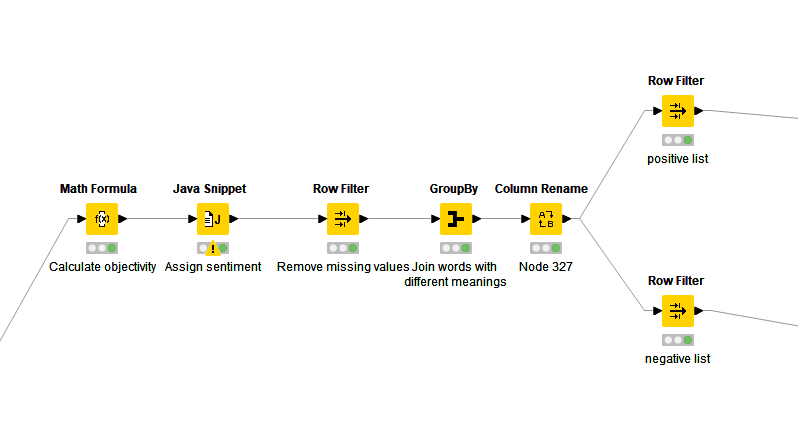 Row Filter
positive list
Math Formula
f(x)
Calculate objectivity
Java Snippet
J
Assign sentiment
Row Filter
Remove missing values
GroupBy
Join words with
different meanings
Column Rename
A
B
Node 327
Row Filter
negative list